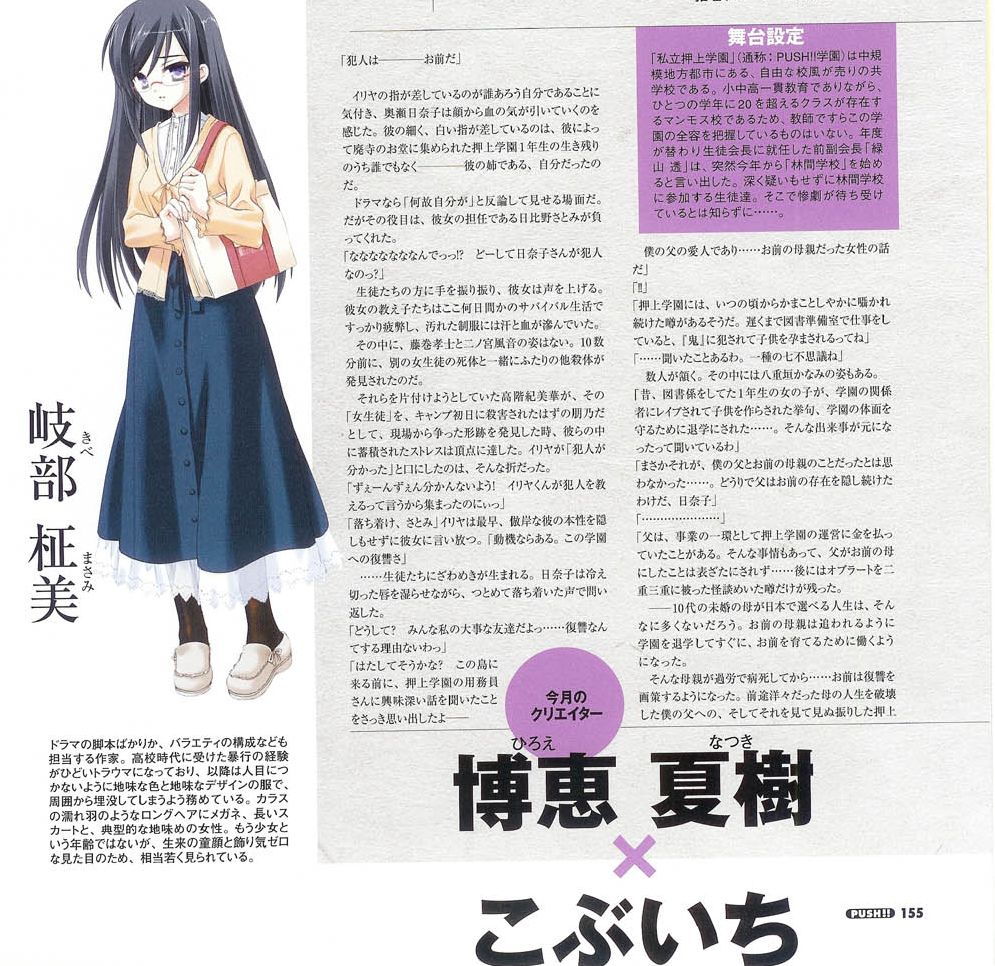 岐部 柾美
きべ
まさみ
ドラマの脚本ばかりか、バラエティの構成なども
担当する作家。高校時代に受けた暴行の経験
がひどいトラウマになっており、以降は人目につ
かないように地味な色と地味なデザインの服で、
周囲から埋没してしまうよう務めている。カラス
の濡れ羽のようなロングヘアにメガネ、長いス
カートと、典型的な地味めの女性。もう少女と
いう年齢ではないが、生来の童顔と飾り気ゼロ
な見た目のため、相当若く見られている。
「犯人は————お前だ」
イリヤの指が差しているのが誰あろう自分であることに
気付き、奥瀬日奈子は顔から血の気が引いていくのを
感じた。彼の細く、白い指が差しているのは、彼によっ
て廃寺のお堂に集められた押上学園1年生の生き残り
のうち誰でもなく————彼の姉である、自分だったの
だ。
ドラマなら「何故自分が」と反論して見せる場面だ。
だがその役目は、彼女の担任である日比野さとみが負
ってくれた。
「なななななななんでっっ!?　どーして日奈子さんが犯人
なのっ?」
生徒たちの方に手を振り振り、彼女は声を上げる。
彼女の教え子たちはここ何日間かのサバイバル生活で
すっかり疲弊し、汚れた制服には汗と血が滲んでいた。
その中に、藤巻孝士と二ノ宮風音の姿はない。10数
分前に、別の女生徒の死体と一緒にふたりの他殺体が
発見されたのだ。
それらを片付けようとしていた高階紀美華が、その
「女生徒」を、キャンプ初日に殺害されたはずの朋乃だ
として、現場から争った形跡を発見した時、彼らの中
に蓄積されたストレスは頂点に達した。イリヤが「犯人が
分かった」と口にしたのは、そんな折だった。
「ずぇーんずぇん分かんないよう!　イリヤくんが犯人を教
えるって言うから集まったのにぃっ」
「落ち着け、さとみ」イリヤは最早、傲岸な彼の本性を隠
しもせずに彼女に言い放つ。「動機ならある。この学園
への復讐さ」
……生徒たちにざわめきが生まれる。日奈子は冷え
切った唇を湿らせながら、つとめて落ち着いた声で問い
返した。
「どうして?　みんな私の大事な友達だよっ……復讐なん
てする理由ないわっ」
「はたしてそうかな?　この島に
来る前に、押上学園の用務員
さんに興味深い話を聞いたこと
をさっき思い出したよ——
舞台設定
「私立押上学園」(通称：PUSH!!学園)は中規
模地方都市にある、自由な校風が売りの共
学校である。小中高一貫教育でありながら、
ひとつの学年に20を超えるクラスが存在す
るマンモス校であるため、教師ですらこの学
園の全容を把握しているものはいない。年度
が替わり生徒会長に就任した前副会長「緑
山 透」は、突然今年から「林間学校」を始め
ると言い出した。深く疑いもせずに林間学校
に参加する生徒達。そこで惨劇が待ち受け
ているとは知らずに……。
僕の父の愛人であり……お前の母親だった女性の話
だ」
「!!」
「押上学園には、いつの頃からかまことしやかに囁かれ
続けた噂があるそうだ。遅くまで図書準備室で仕事をし
ていると、『鬼』に犯されて子供を孕まされるってね」
「……聞いたことあるわ。一種の七不思議ね」
数人が頷く。その中には八重垣かなみの姿もある。
「昔、図書係をしてた1年生の女の子が、学園の関係
者にレイプされて子供を作らされた挙句、学園の体面を
守るために退学にされた……。そんな出来事が元にな
ったって聞いているわ」
「まさかそれが、僕の父とお前の母親のことだったとは思
わなかった……。どうりで父はお前の存在を隠し続けた
わけだ、日奈子」
「…………………」
「父は、事業の一環として押上学園の運営に金を払っ
ていたことがある。そんな事情もあって、父がお前の母
にしたことは表ざたにされず……後にはオブラートを二
重三重に被った怪談めいた噂だけが残った。
——10代の未婚の母が日本で選べる人生は、そん
なに多くないだろう。お前の母親は追われるように
学園を退学してすぐに、お前を育てるために働くよう
になった。
そんな母親が過労で病死してから……お前は復讐を
画策するようになった。前途洋々だった母の人生を破壊
した僕の父への、そしてそれを見て見ぬ振りした押上
今月の
クリエイター
ひろえ なつき
博恵 夏樹
×
こぶいち
PUSH!! 155